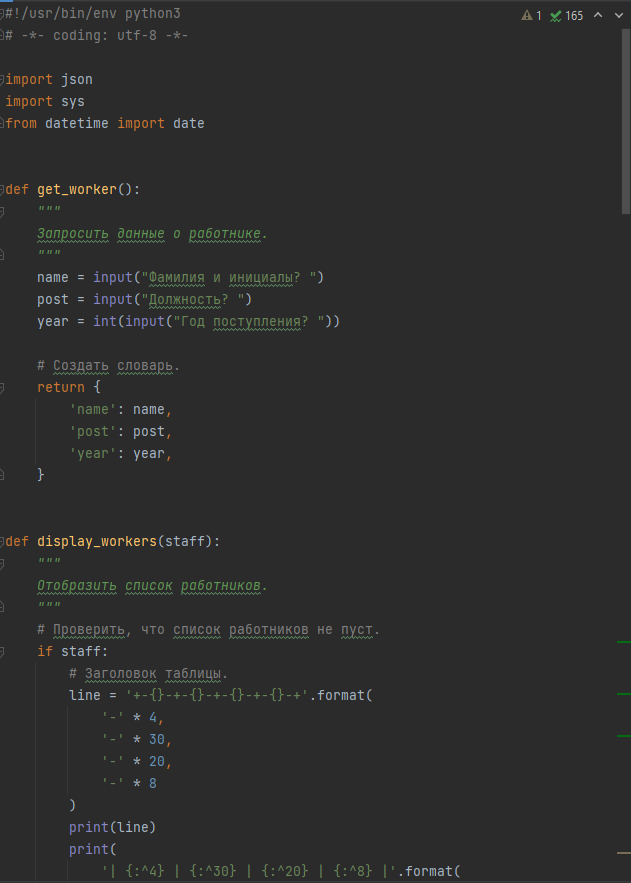 #!/usr/bin/env python3
1 165
# -*- coding: utf-8 -*-
import json
import sys
from datetime import date
def get_worker():
"""
Запросить данные о работнике.
"""
name = input("Фамилия и инициалы? ")
post = input("Должность? ")
year = int(input("Год поступления? "))
# Создать словарь.
return {
'name': name,
'post': post,
'year': year,
}
def display_workers(staff):
"""
Отобразить список работников.
"""
# Проверить, что список работников не пуст.
if staff:
# Заголовок таблицы.
line = '+-{}-+-{}-+-{}-+-{}-+'.format(
'-' * 4,
'-' * 30,
'-' * 20,
'-' * 8
)
print(line)
print(
'| {:^4} | {:^30} | {:^20} | {:^8} |'.format(